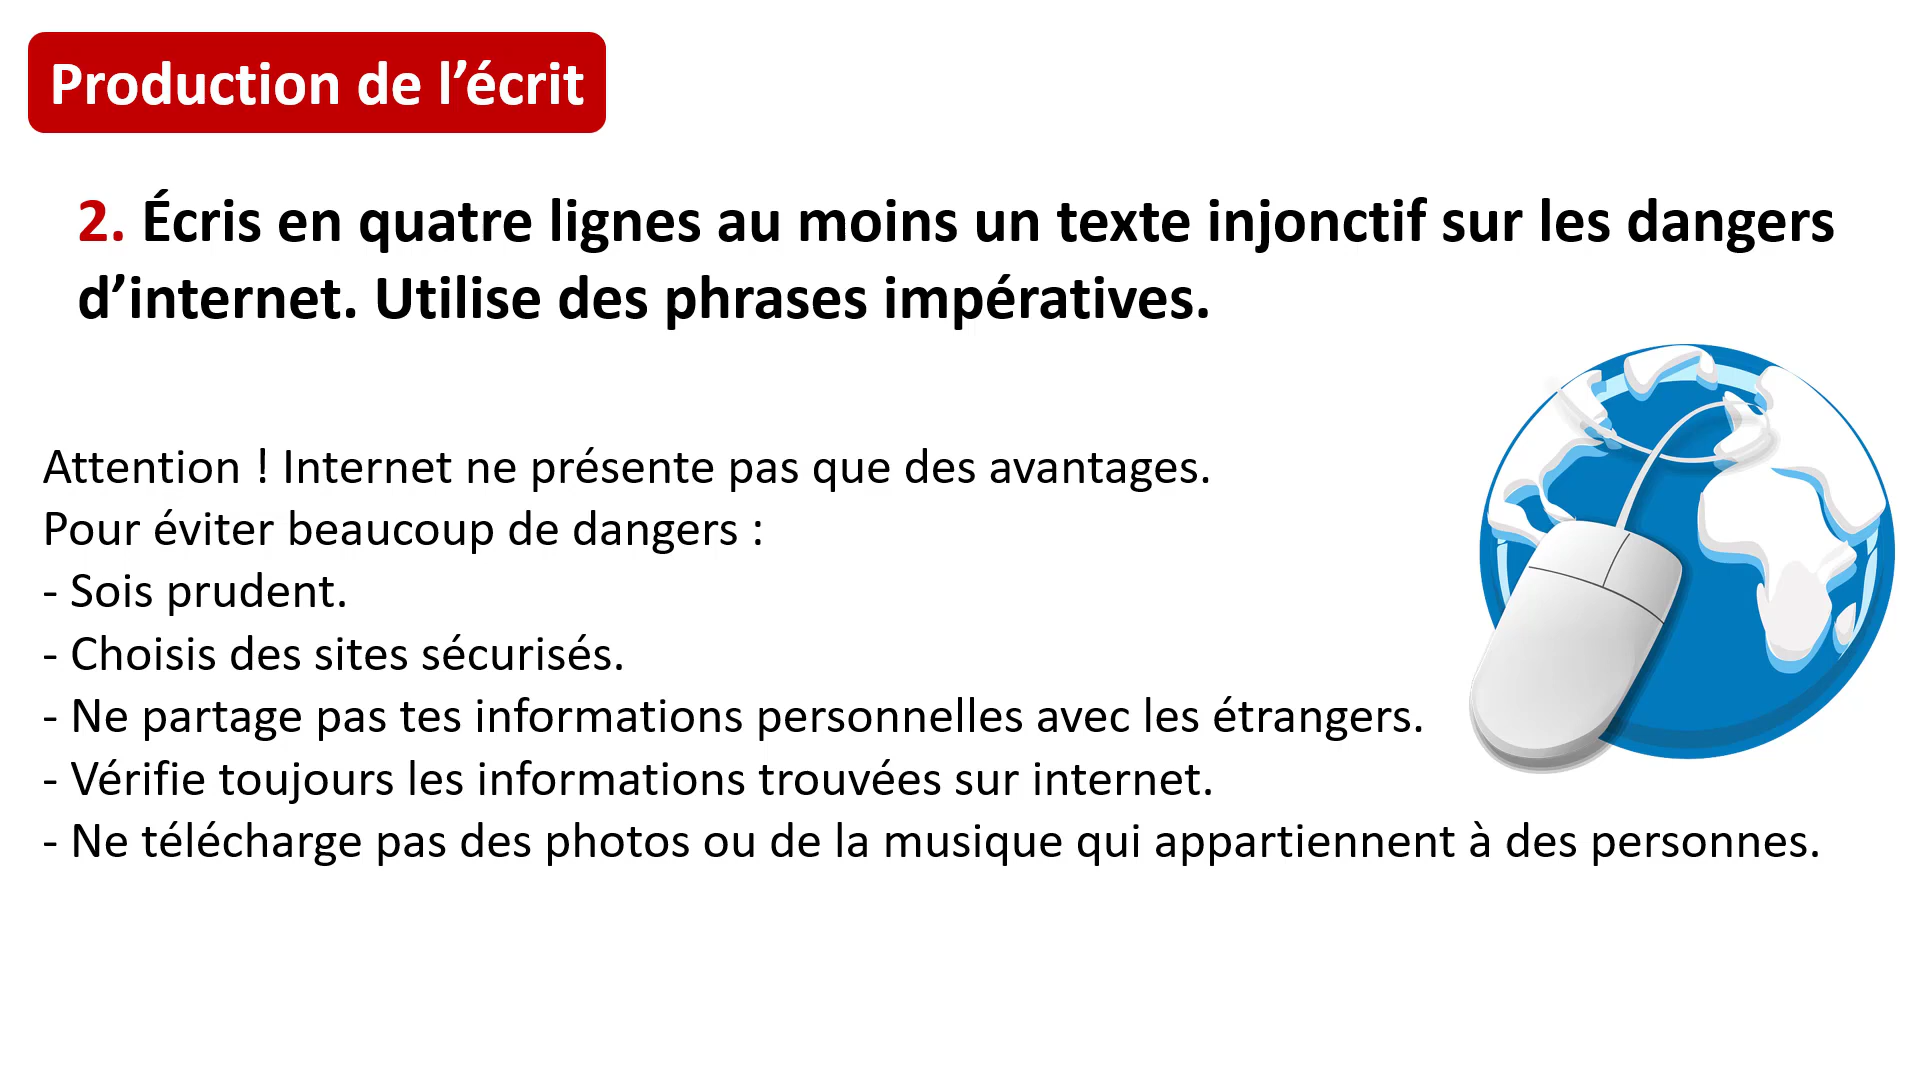 Production de l’écrit
2. Écris en quatre lignes au moins un texte injonctif sur les dangers
d’internet. Utilise des phrases impératives.
Attention ! Internet ne présente pas que des avantages.
Pour éviter beaucoup de dangers :
- Sois prudent.
- Choisis des sites sécurisés.
- Ne partage pas tes informations personnelles avec les étrangers.
- Vérifie toujours les informations trouvées sur internet.
- Ne télécharge pas des photos ou de la musique qui appartiennent à des personnes.